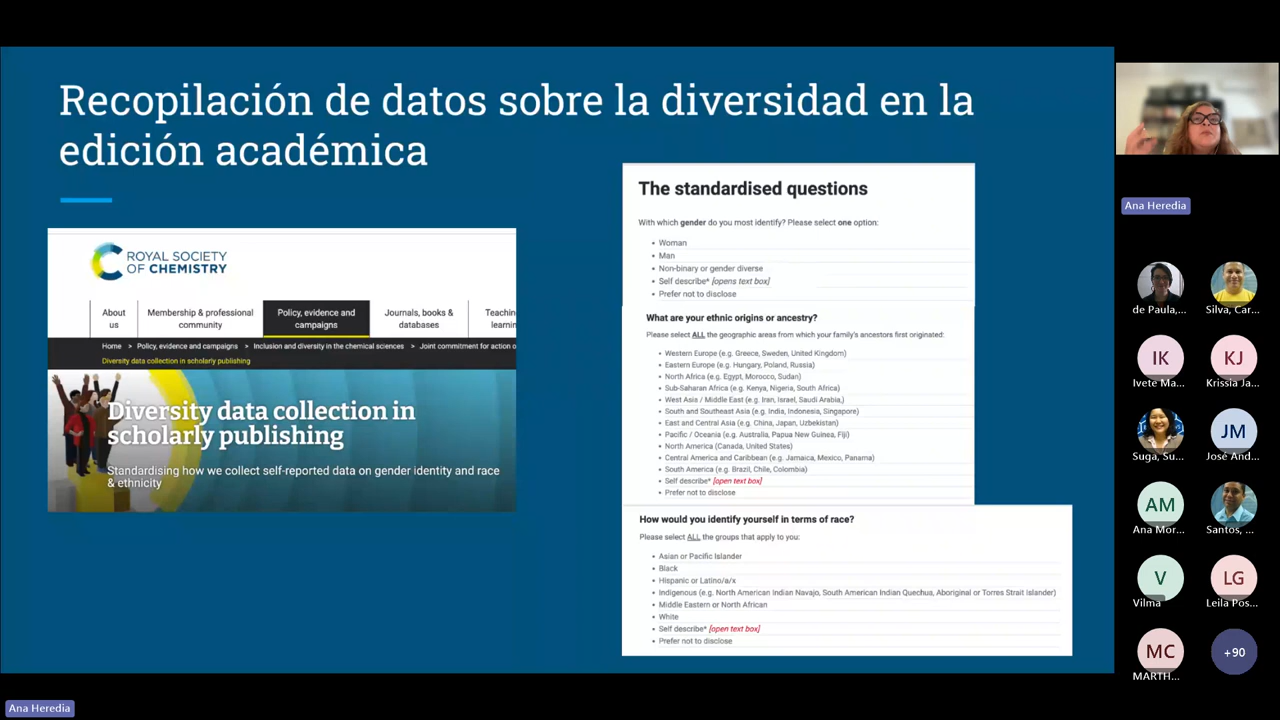 Recopilación de datos sobre la diversidad en la
edición académica
ROYAL SOCIETY
OF CHEMISTRY
About
us
Membership & professional
community
Policy, evidence and
campaigns
Journals, books &
databases
Teachin
learnin
Home > Policy, evidence and campaigns > Inclusion and diversity in the chemical sciences > Joint commitment for action o
Diversity data collection in scholarly publishing
Diversity data collection in
scholarly publishing
Standardising how we collect self-reported data on gender identity and race
& ethnicity
The standardised questions
With which gender do you most identify? Please select one option:
• Woman
• Man
• Non-binary or gender diverse
• Self describe* [opens text box]
• Prefer not to disclose
What are your ethnic origins or ancestry?
Please select ALL the geographic areas from which your family's ancestors first originated:
• Western Europe (e.g. Greece, Sweden, United Kingdom)
• Eastern Europe (e.g. Hungary, Poland, Russia)
• North Africa (e.g. Egypt, Morocco, Sudan)
• Sub-Saharan Africa (e.g. Kenya, Nigeria, South Africa)
• West Asia / Middle East (e.g. Iran, Israel, Saudi Arabia,)
• South and Southeast Asia (e.g. India, Indonesia, Singapore)
• East and Central Asia (e.g. China, Japan, Uzbekistan)
• Pacific / Oceania (e.g. Australia, Papua New Guinea, Fiji)
• North America (Canada, United States)
• Central America and Caribbean (e.g. Jamaica, Mexico, Panama)
• South America (e.g. Brazil, Chile, Colombia)
• Self describe* [open text box]
• Prefer not to disclose
How would you identify yourself in terms of race?
Please select ALL the groups that apply to you:
• Asian or Pacific Islander
• Black
• Hispanic or Latino/a/x
• Indigenous (e.g. North American Indian Navajo, South American Indian Quechua, Aboriginal or Torres Strait Islander)
• Middle Eastern or North African
• White
• Self describe* [open text box]
• Prefer not to disclose
Ana Heredia
de Paula,...
Silva, Car...
IK
KJ
Ivete Ma...
Krissia Ja...
JM
Suga, Su...
José And...
AM
Ana Mor...
Santos, ...
V
LG
Vilma
Leila Pos...
MC
+90
MARTH...
Ana Heredia